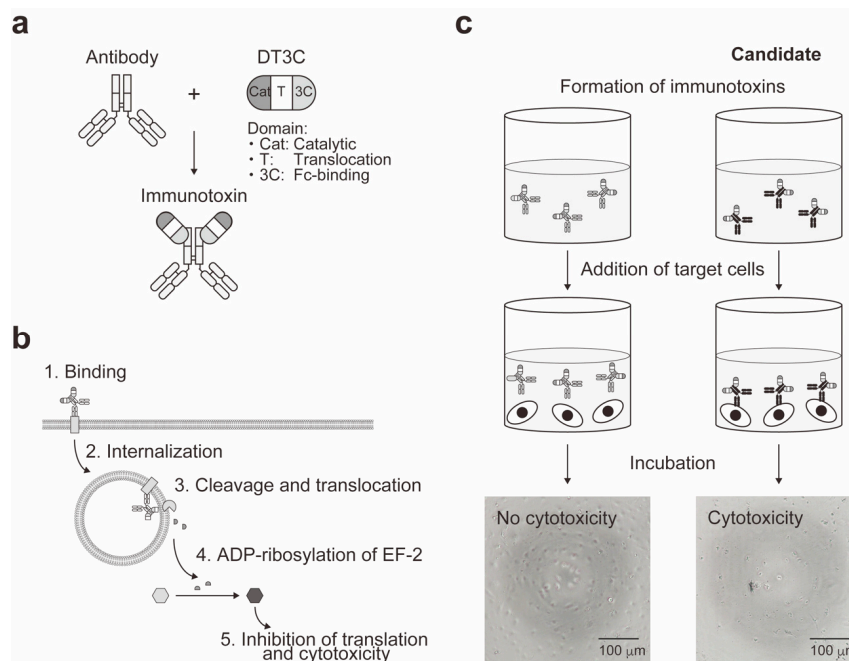 a
Antibody
DT3C
+
Cat T 3C
Domain:
• Cat: Catalytic
• T: Translocation
• 3C: Fc-binding
Immunotoxin
b
1. Binding
2. Internalization
3. Cleavage and translocation
4. ADP-ribosylation of EF-2
5. Inhibition of translation
and cytotoxicity
c
Candidate
Formation of immunotoxins
Addition of target cells
Incubation
No cytotoxicity
Cytotoxicity
100 μm
100 μm